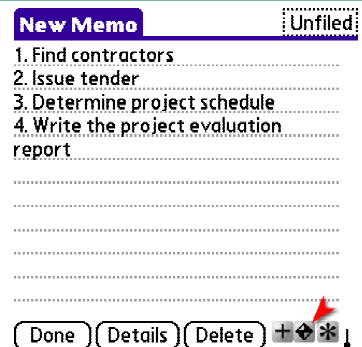 New Memo
Unfiled
1. Find contractors
2. Issue tender
3. Determine project schedule
4. Write the project evaluation
report
Done Details Delete